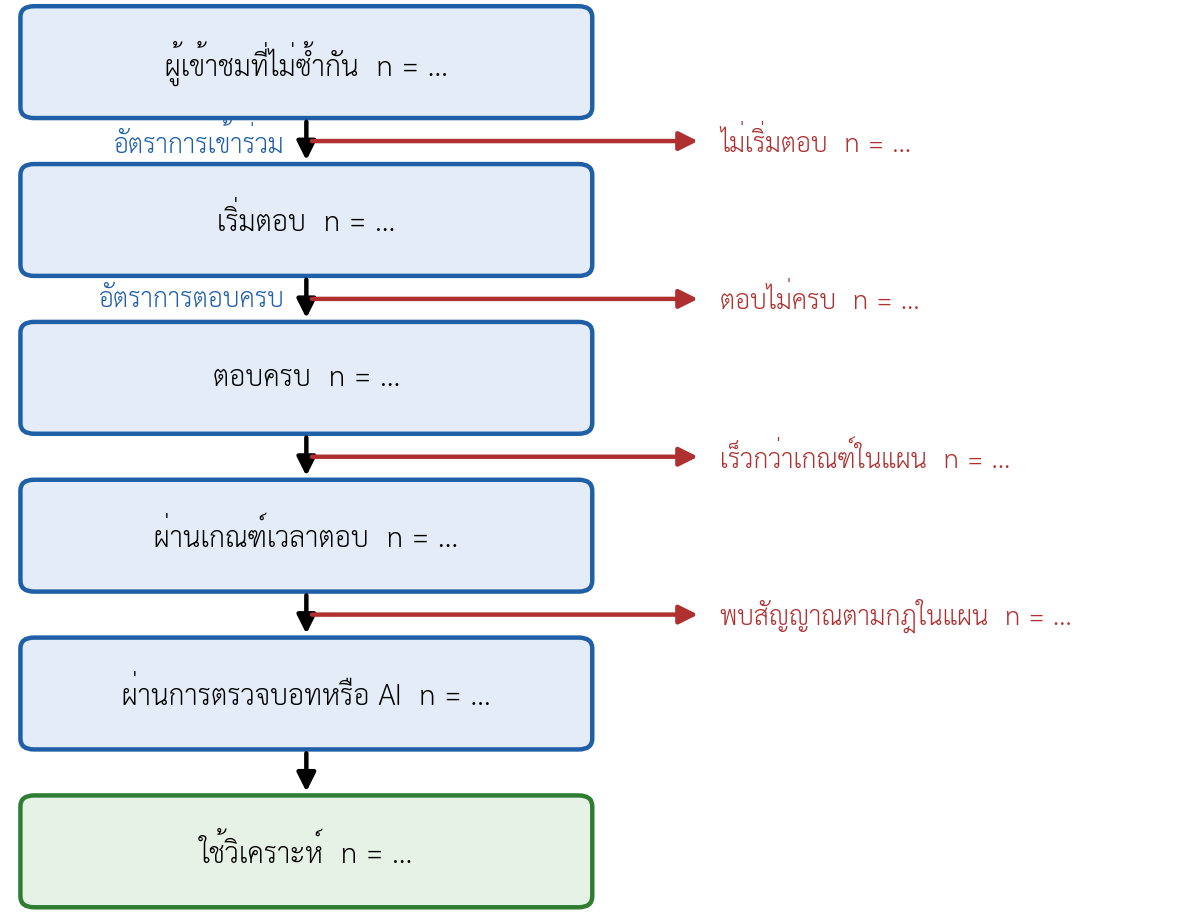 ผู้เข้าชมที่ไม่ซ้ำกัน n = ...
อัตราการเข้าร่วม
ไม่เริ่มตอบ n = ...
เริ่มตอบ n = ...
อัตราการตอบครบ
ตอบไม่ครบ n = ...
ตอบครบ n = ...
เร็วกว่าเกณฑ์ในแผน n = ...
ผ่านเกณฑ์เวลาตอบ n = ...
พบสัญญาณตามกฎในแผน n = ...
ผ่านการตรวจบอทหรือ AI n = ...
ใช้วิเคราะห์ n = ...